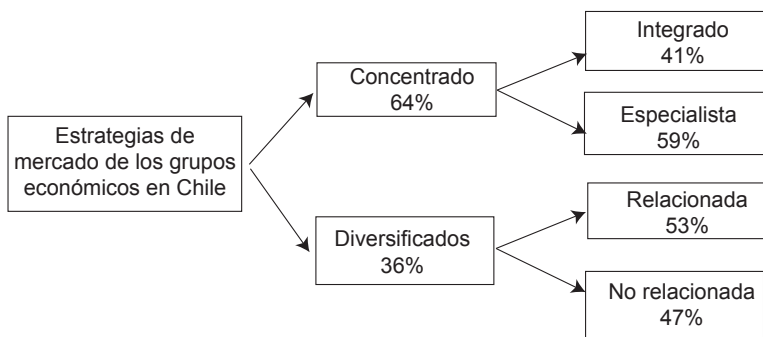 Estrategias de
mercado de los grupos
económicos en Chile
Concentrado
64%
Diversificados
36%
Integrado
41%
Especialista
59%
Relacionada
53%
No relacionada
47%